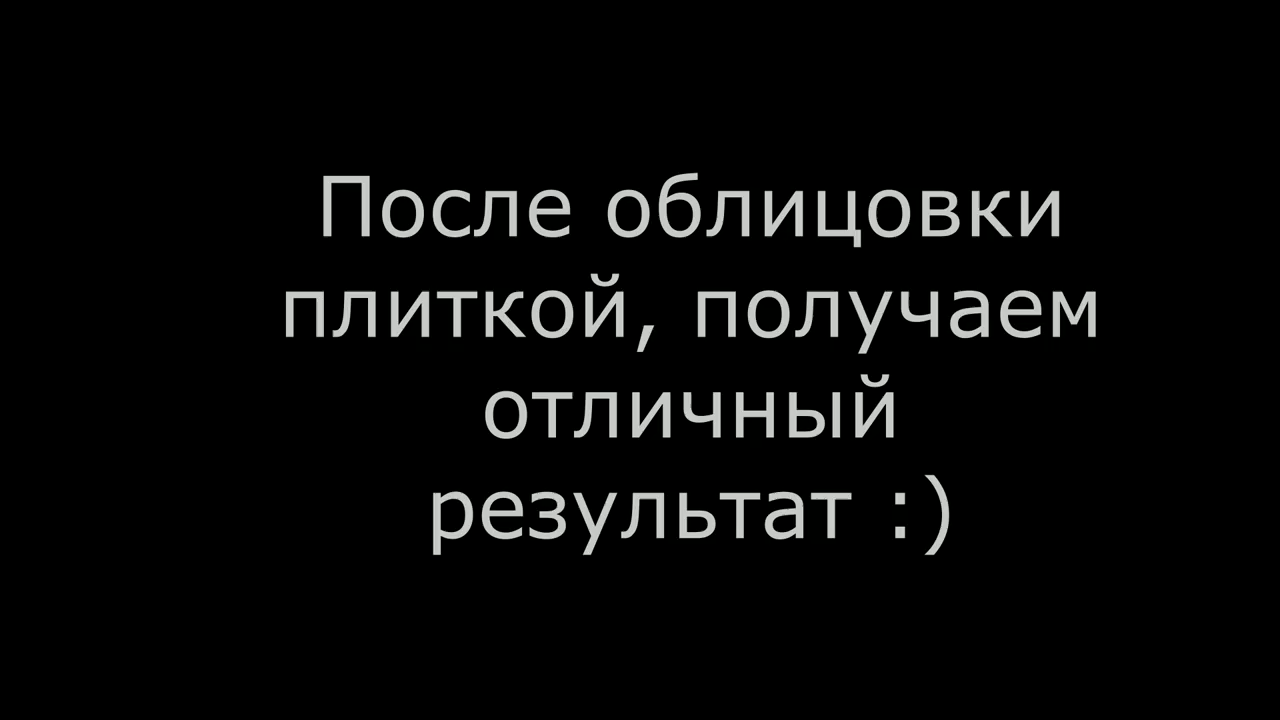 После облицовки
плиткой, получаем
отличный
результат :)